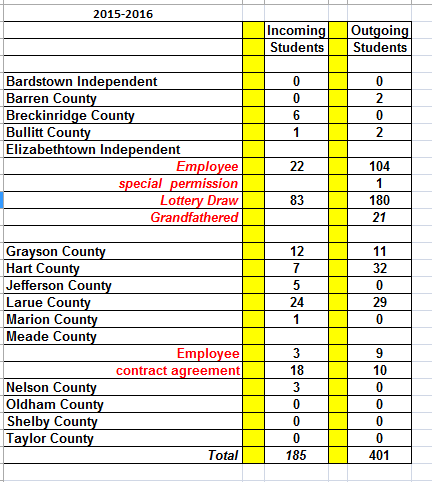 2015-2016
Incoming Outgoing
Students Students
Bardstown Independent 0 0
Barren County 0 2
Breckinridge County 6 0
Bullitt County 1 2
Elizabethtown Independent
Employee 22 104
special permission 1
Lottery Draw 83 180
Grandfathered 21
Grayson County 12 11
Hart County 7 32
Jefferson County 5 0
Larue County 24 29
Marion County 1 0
Meade County
Employee 3 9
contract agreement 18 10
Nelson County 3 0
Oldham County 0 0
Shelby County 0 0
Taylor County 0 0
Total 185 401